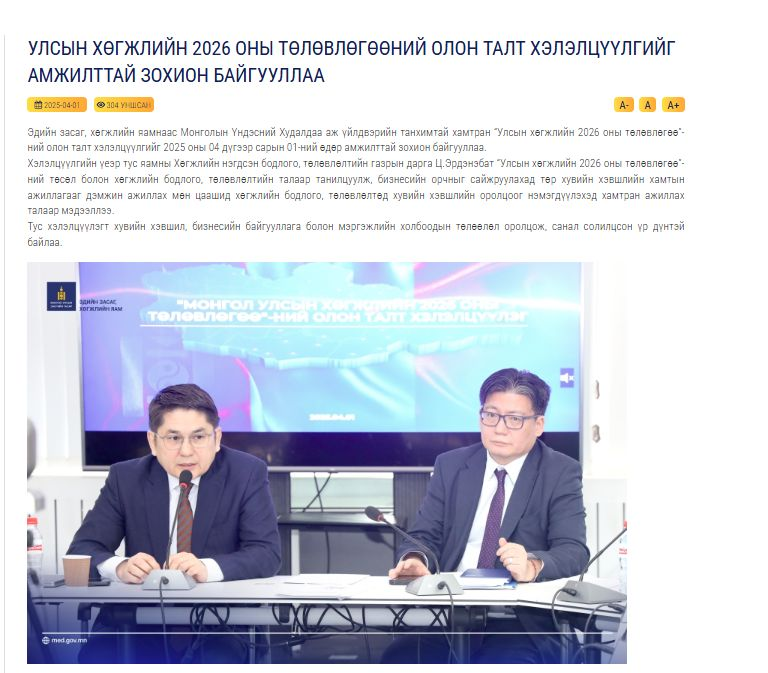 УЛСЫН ХӨГЖЛИЙН 2026 ОНЫ ТӨЛӨВЛӨГӨӨНИЙ ОЛОН ТАЛТ ХЭЛЭЛЦҮҮЛГИЙГ
АМЖИЛТТАЙ ЗОХИОН БАЙГУУЛЛАА
2025-04-01 304 УНШСАН A- A A+
Эдийн засаг, хөгжлийн яамнаас Монголын Үндэсний Худалдаа аж үйлдвэрийн танхимтай хамтран “Улсын хөгжлийн 2026 оны төлөвлөгөө”-
ний олон талт хэлэлцүүлгийг 2025 оны 04 дүгээр сарын 01-ний өдөр амжилттай зохион байгууллаа.
Хэлэлцүүлгийн үеэр тус яамны Хөгжлийн нэгдсэн бодлого, төлөвлөлтийн газрын дарга Ц.Эрдэнэбат “Улсын хөгжлийн 2026 оны төлөвлөгөө”-
ний төсөл болон хөгжлийн бодлого, төлөвлөлтийн талаар танилцуулж, бизнесийн орчныг сайжруулахад төр хувийн хэвшлийн хамтын
ажиллагааг дэмжин ажиллах мөн цаашид хөгжлийн бодлого, төлөвлөлтөд хувийн хэвшлийн оролцоог нэмэгдүүлэхэд хамтран ажиллах
талаар мэдээллээ.
Тус хэлэлцүүлэгт хувийн хэвшил, бизнесийн байгууллага болон мэргэжлийн холбоодын төлөөлөл оролцож, санал солилцсон үр дүнтэй
байлаа.
ЭДИЙН ЗАСАГ,
ХӨГЖЛИЙН ЯАМ
"МОНГОЛ УЛСЫН ХӨГЖЛИЙН 2026 ОНЫ
ТӨЛӨВЛӨГӨӨ"-НИЙ ОЛОН ТАЛТ ХЭЛЭЛЦҮҮЛЭГ
2025.04.01
med.gov.mn